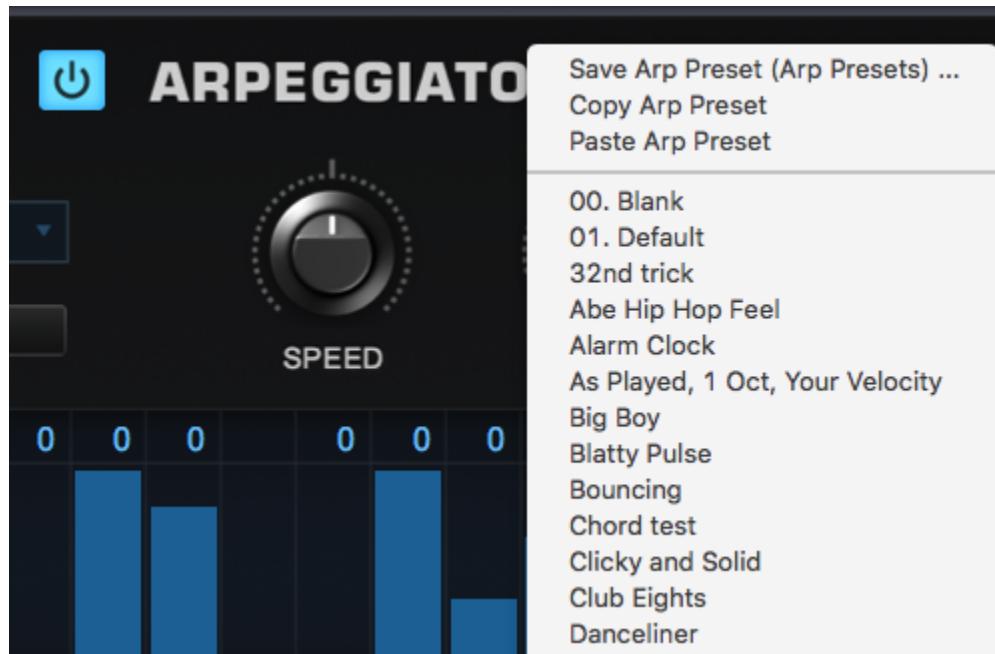 ARPEGGIATO
Save Arp Preset (Arp Presets) ...
Copy Arp Preset
Paste Arp Preset
00. Blank
01. Default
32nd trick
Abe Hip Hop Feel
Alarm Clock
As Played, 1 Oct, Your Velocity
Big Boy
Blatty Pulse
Bouncing
Chord test
Clicky and Solid
Club Eights
Danceliner
SPEED
0 0 0 0 0 0